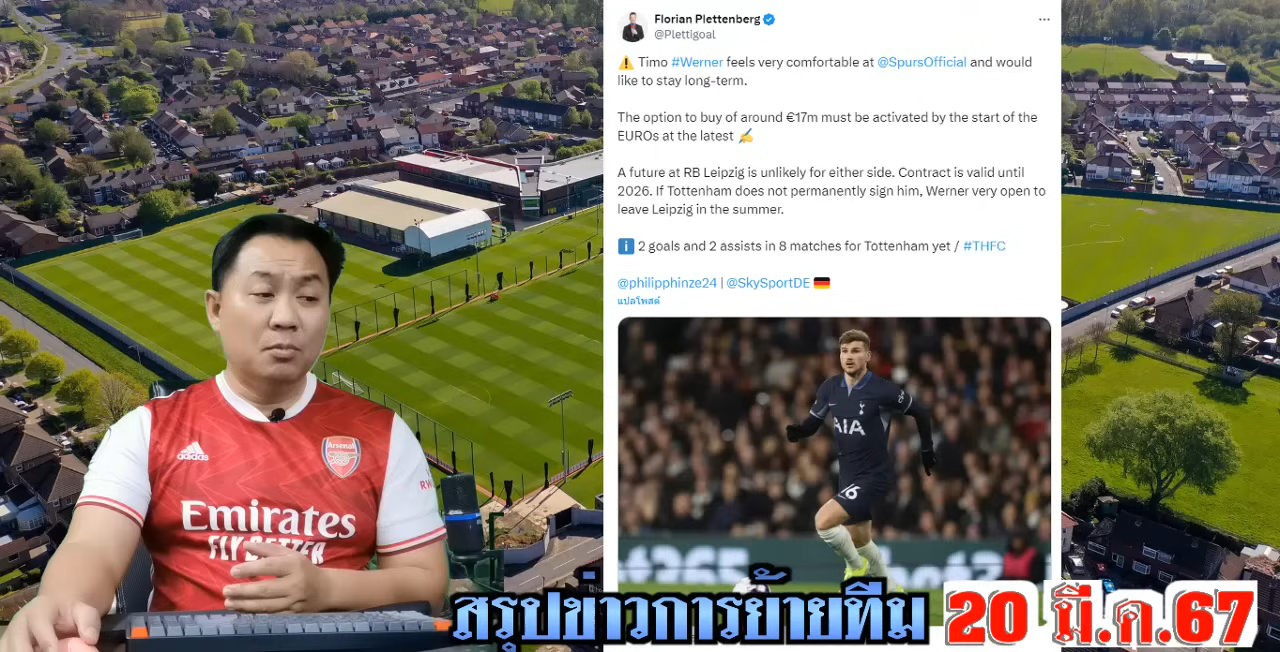 Florian Plettenberg
@Plettigoal
⚠️ Timo #Werner feels very comfortable at @SpursOfficial and would
like to stay long-term.
The option to buy of around €17m must be activated by the start of the
EUROs at the latest ✍️
A future at RB Leipzig is unlikely for either side. Contract is valid until
2026. If Tottenham does not permanently sign him, Werner very open to
leave Leipzig in the summer.
ℹ️ 2 goals and 2 assists in 8 matches for Tottenham yet / #THFC
@philipphinze24 | @SkySportDE 🇩🇪
แปลโพสต์
adidas
Arsenal
Emirates
FLY BETTER
AIA
16
bet365
สรุปข่าวการย้ายทีม 20 มี.ค.67